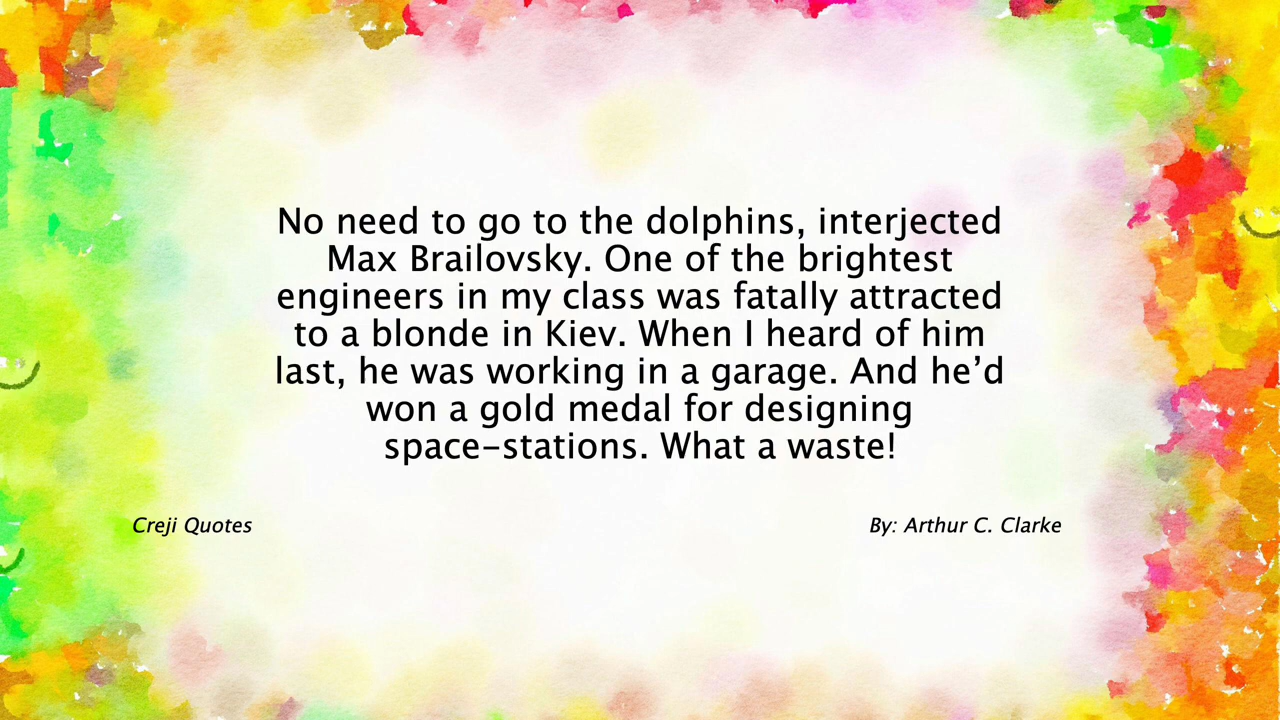 No need to go to the dolphins, interjected
Max Brailovsky. One of the brightest
engineers in my class was fatally attracted
to a blonde in Kiev. When I heard of him
last, he was working in a garage. And he’d
won a gold medal for designing
space-stations. What a waste!
Creji Quotes
By: Arthur C. Clarke